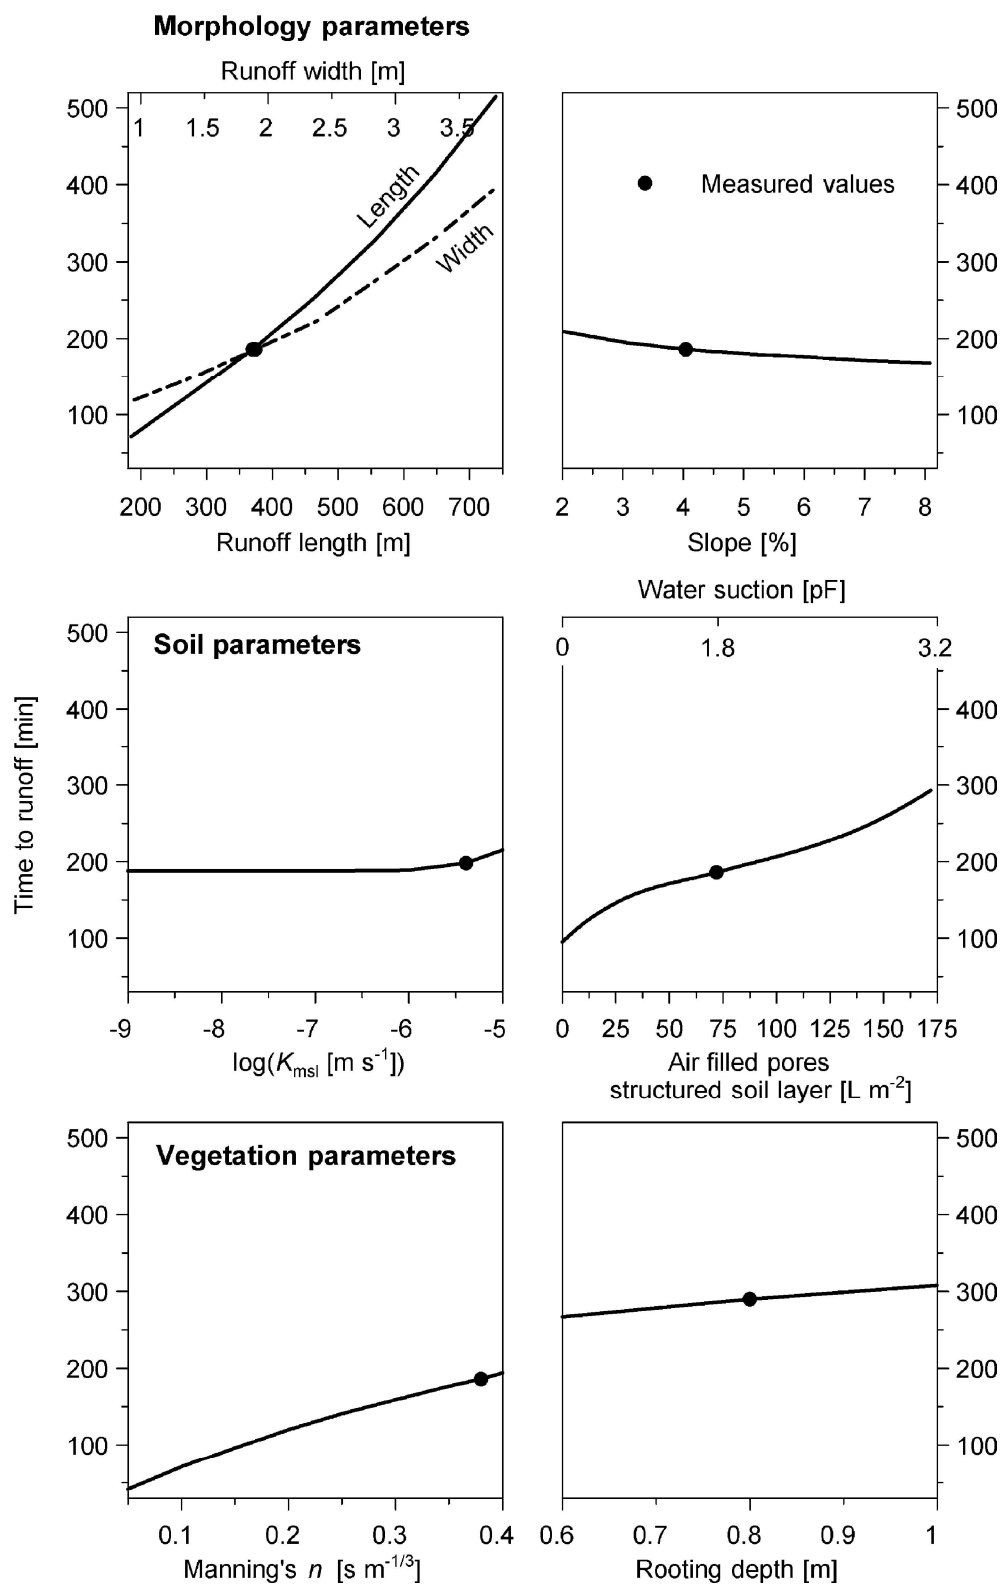 Morphology parameters
Runoff width [m]
500
1 1.5 2 2.5 3 3.5
500
400
Length
Measured values
400
300
Width
300
200
200
100
100
200 300 400 500 600 700
2 3 4 5 6 7 8
Runoff length [m]
Slope [%]
Water suction [pF]
500
Soil parameters
0 1.8 3.2
Time to runoff [min]
400
400
300
300
200
200
100
100
-9 -8 -7 -6 -5
0 25 50 75 100 125 150 175
log(Kmsl [m s-1])
Air filled pores
structured soil layer [L m-2]
500
Vegetation parameters
500
400
400
300
300
200
200
100
100
0.1 0.2 0.3 0.4
0.6 0.7 0.8 0.9 1
Manning's n [s m-1/3]
Rooting depth [m]